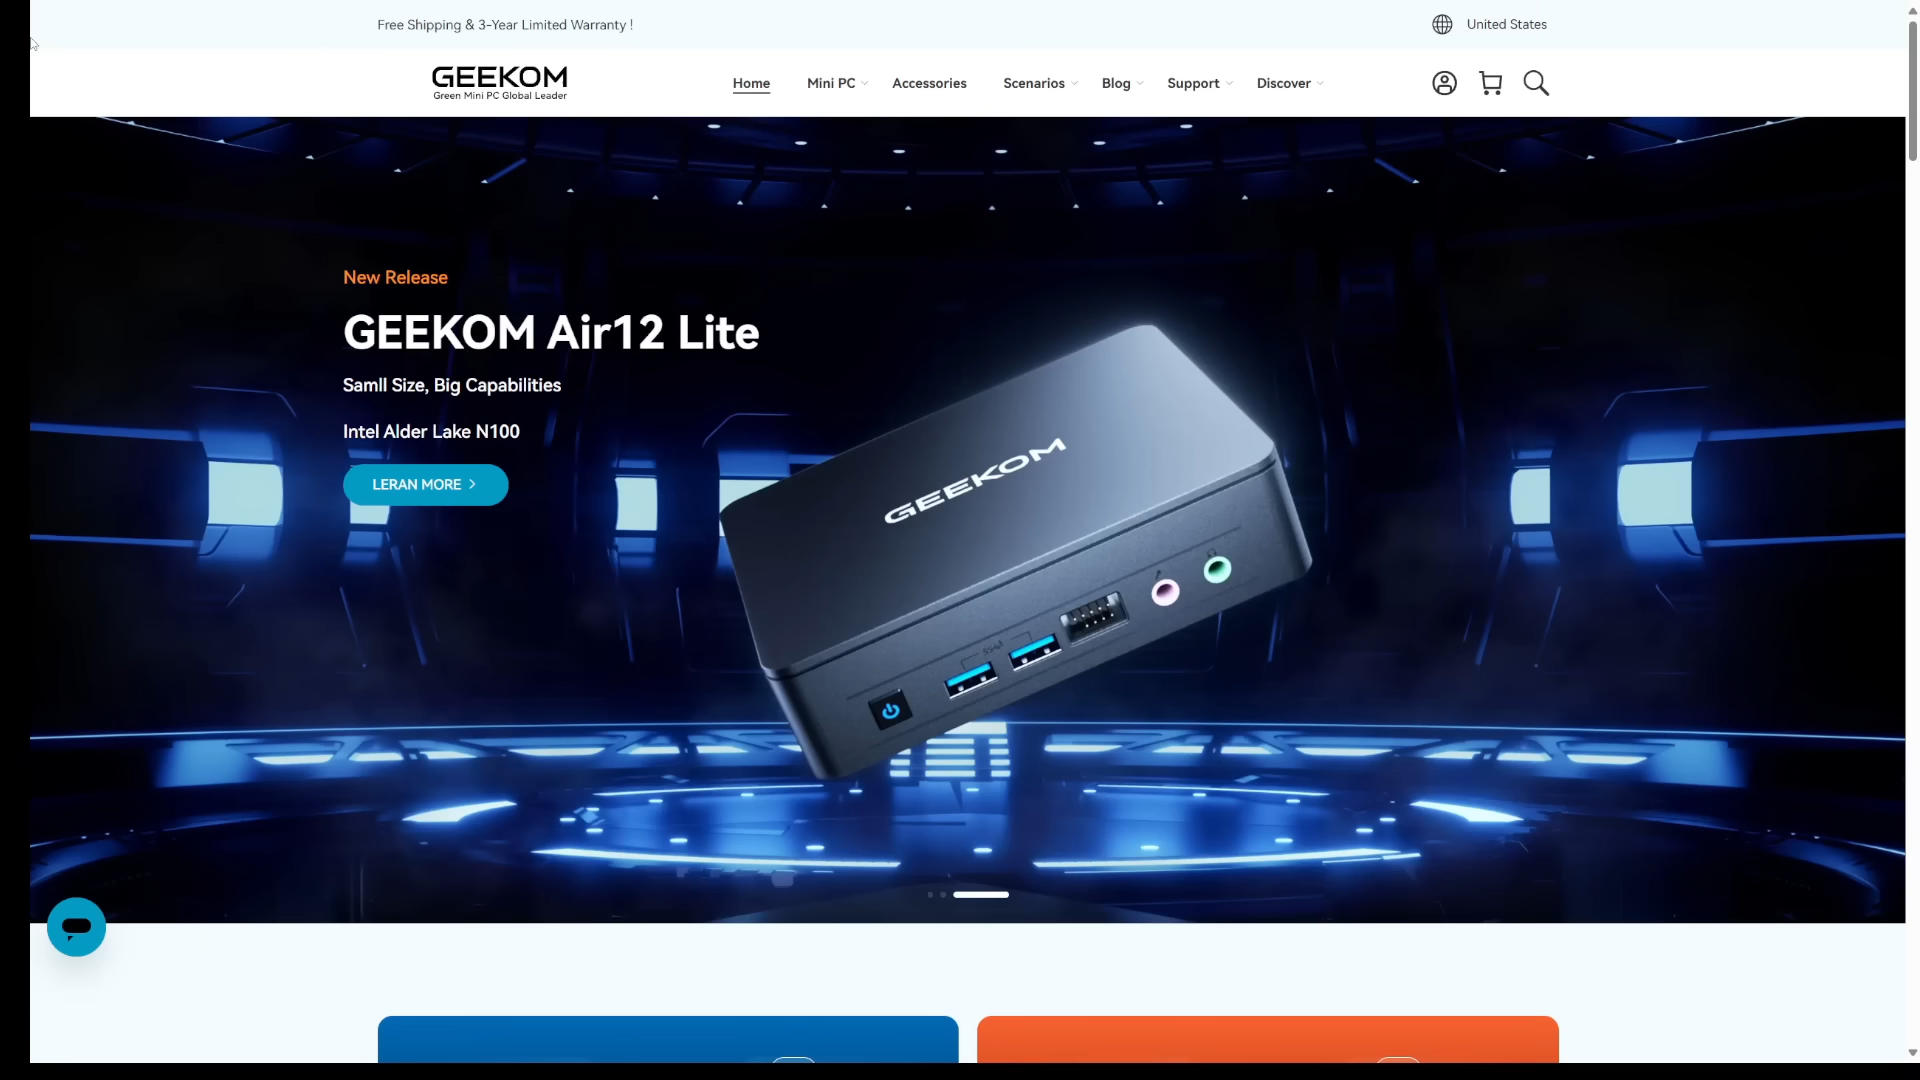 Free Shipping & 3-Year Limited Warranty !
United States
GEEKOM
Green Mini PC Global Leader
Home
Mini PC
Accessories
Scenarios
Blog
Support
Discover
New Release
GEEKOM Air12 Lite
Samll Size, Big Capabilities
Intel Alder Lake N100
LERAN MORE
GEEKOM